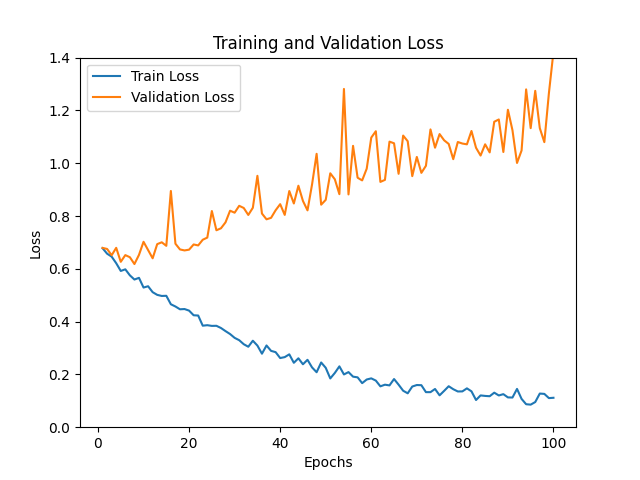 Training and Validation Loss
Train Loss
Validation Loss
Loss
1.4
1.2
1.0
0.8
0.6
0.4
0.2
0.0
0 20 40 60 80 100
Epochs